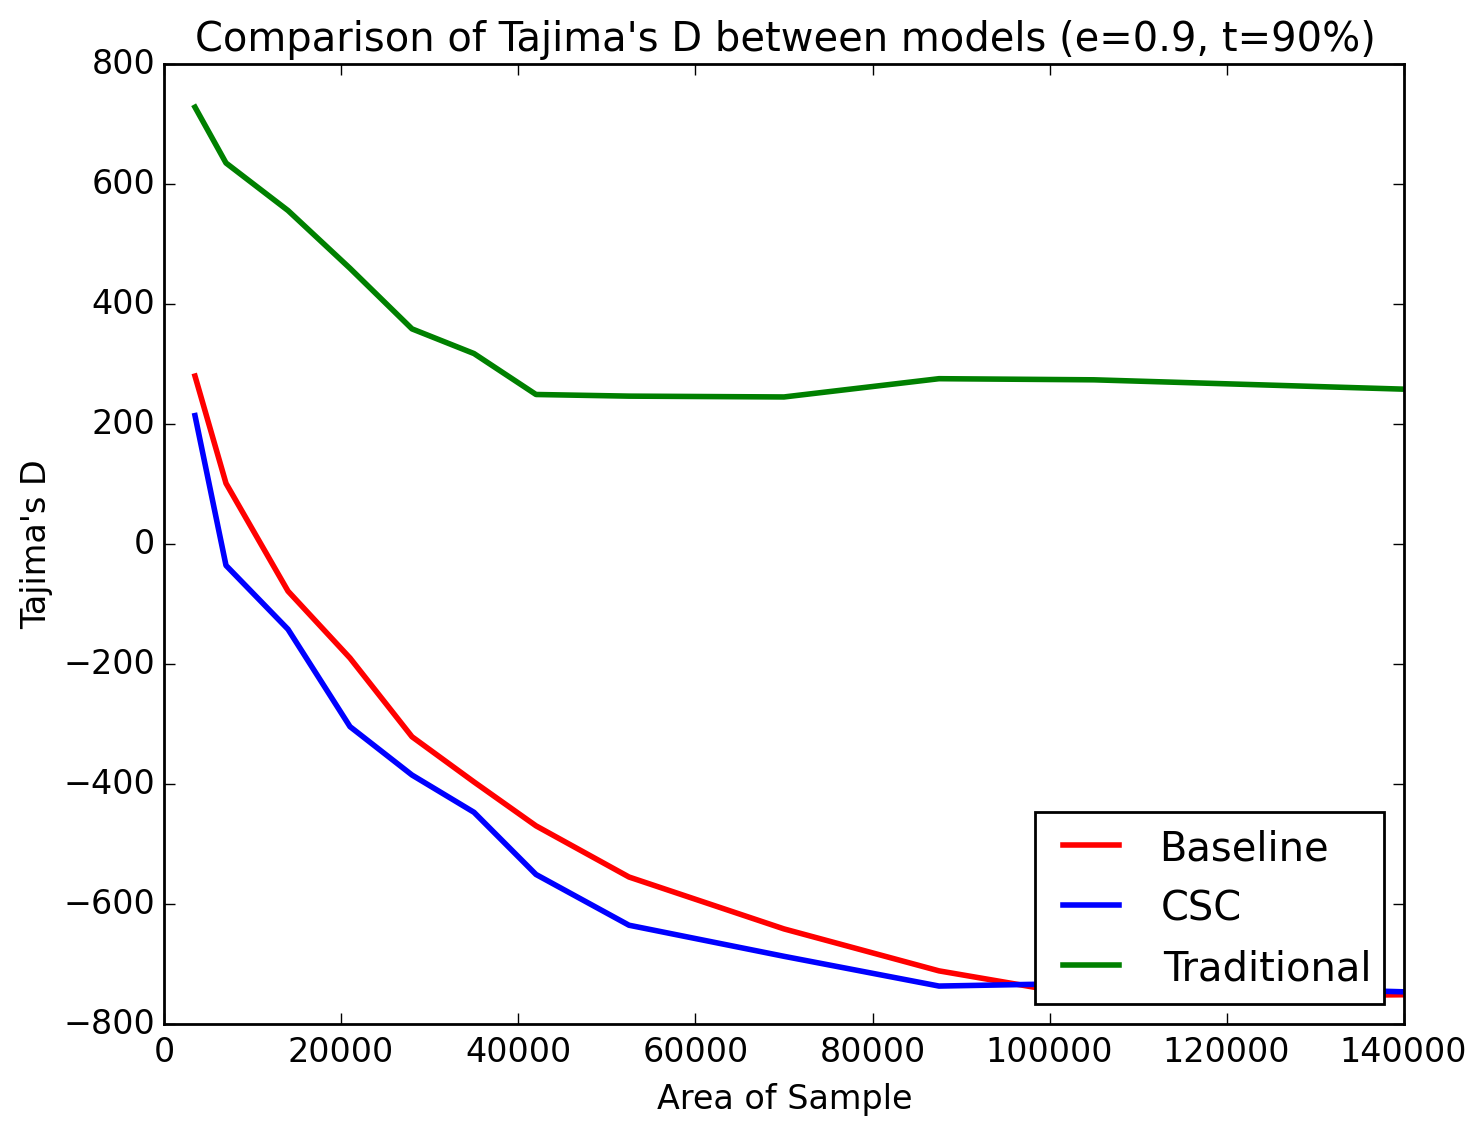 Comparison of Tajima's D between models (e=0.9, t=90%)
800
600
400
200
0
−200
−400
−600
−800
Tajima's D
Baseline
CSC
Traditional
0 20000 40000 60000 80000 100000 120000 140000
Area of Sample